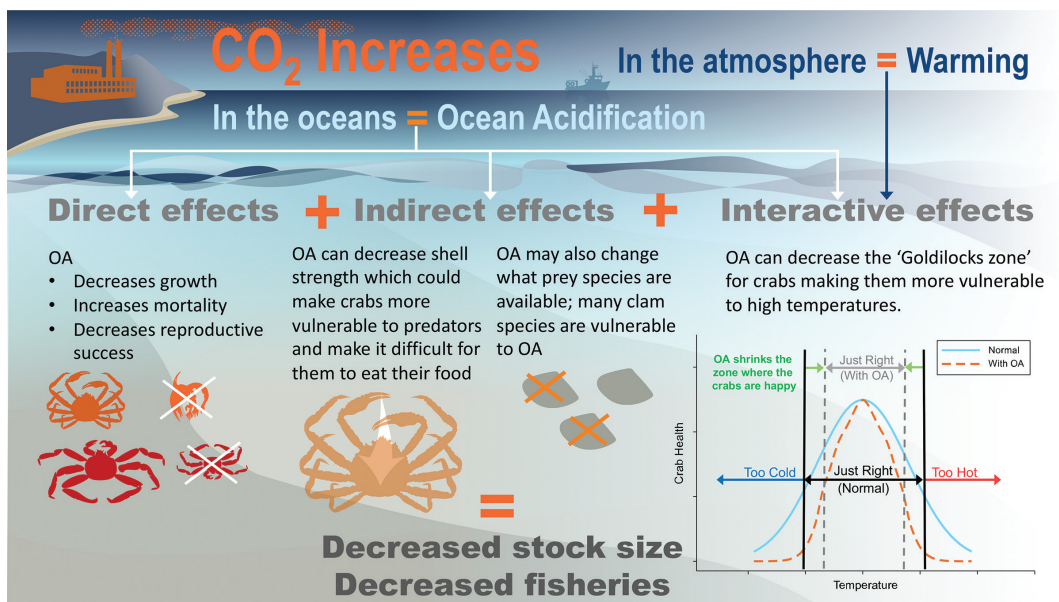 CO2 Increases
In the atmosphere = Warming
In the oceans = Ocean Acidification
Direct effects + Indirect effects + Interactive effects
OA
• Decreases growth
• Increases mortality
• Decreases reproductive
success
OA can decrease shell
strength which could
make crabs more
vulnerable to predators
and make it difficult for
them to eat their food
OA may also change
what prey species are
available; many clam
species are vulnerable
to OA
OA can decrease the ‘Goldilocks zone’
for crabs making them more vulnerable
to high temperatures.
OA shrinks the
zone where the
crabs are happy
Just Right
(With OA)
Normal
With OA
Too Cold
Just Right
(Normal)
Too Hot
Crab Health
Temperature
=
Decreased stock size
Decreased fisheries